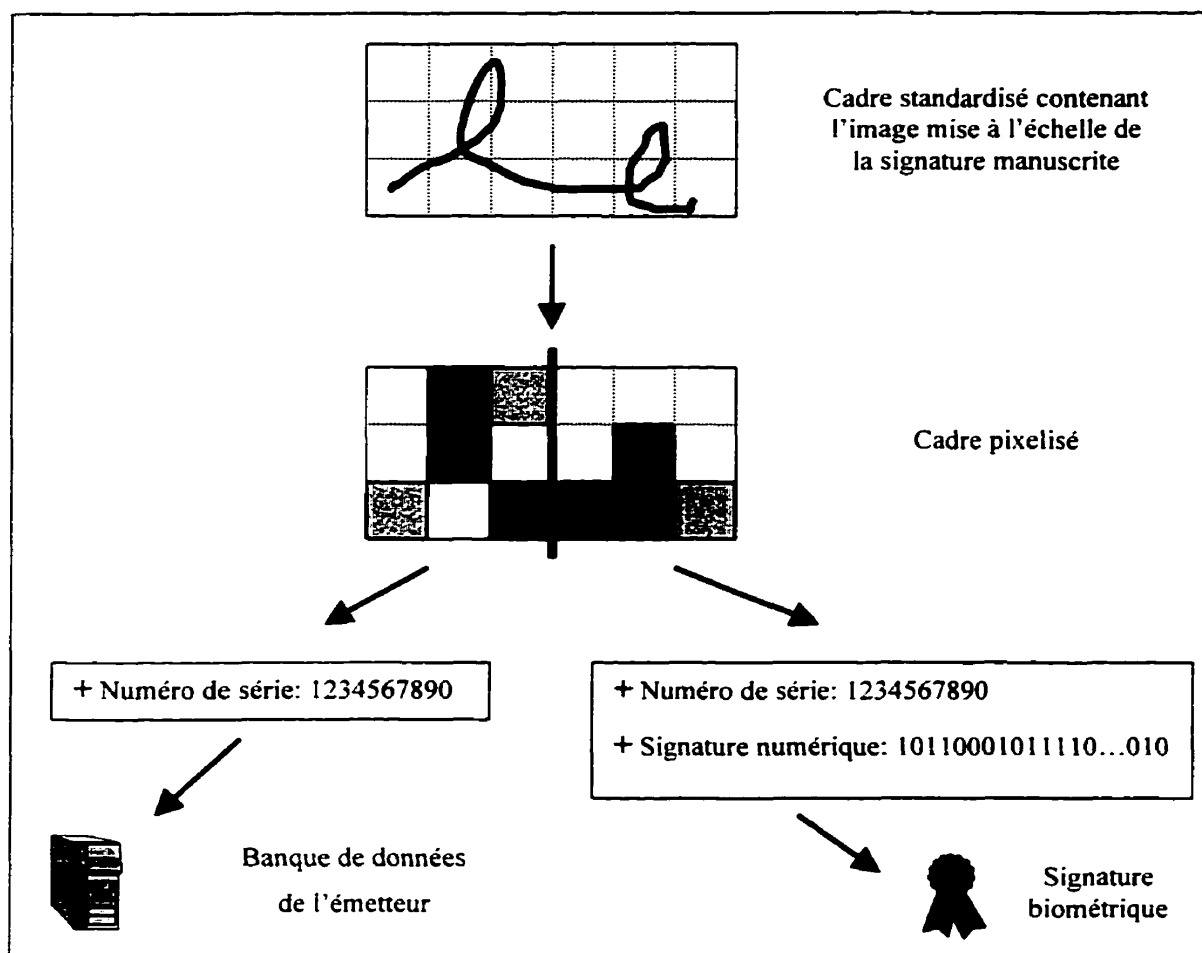 Cadre standardisé contenant
l'image mise à l'échelle de
la signature manuscrite
Cadre pixelisé
+ Numéro de série: 1234567890
+ Numéro de série: 1234567890
+ Signature numérique: 10110001011110...010
Banque de données
de l'émetteur
Signature
biométrique